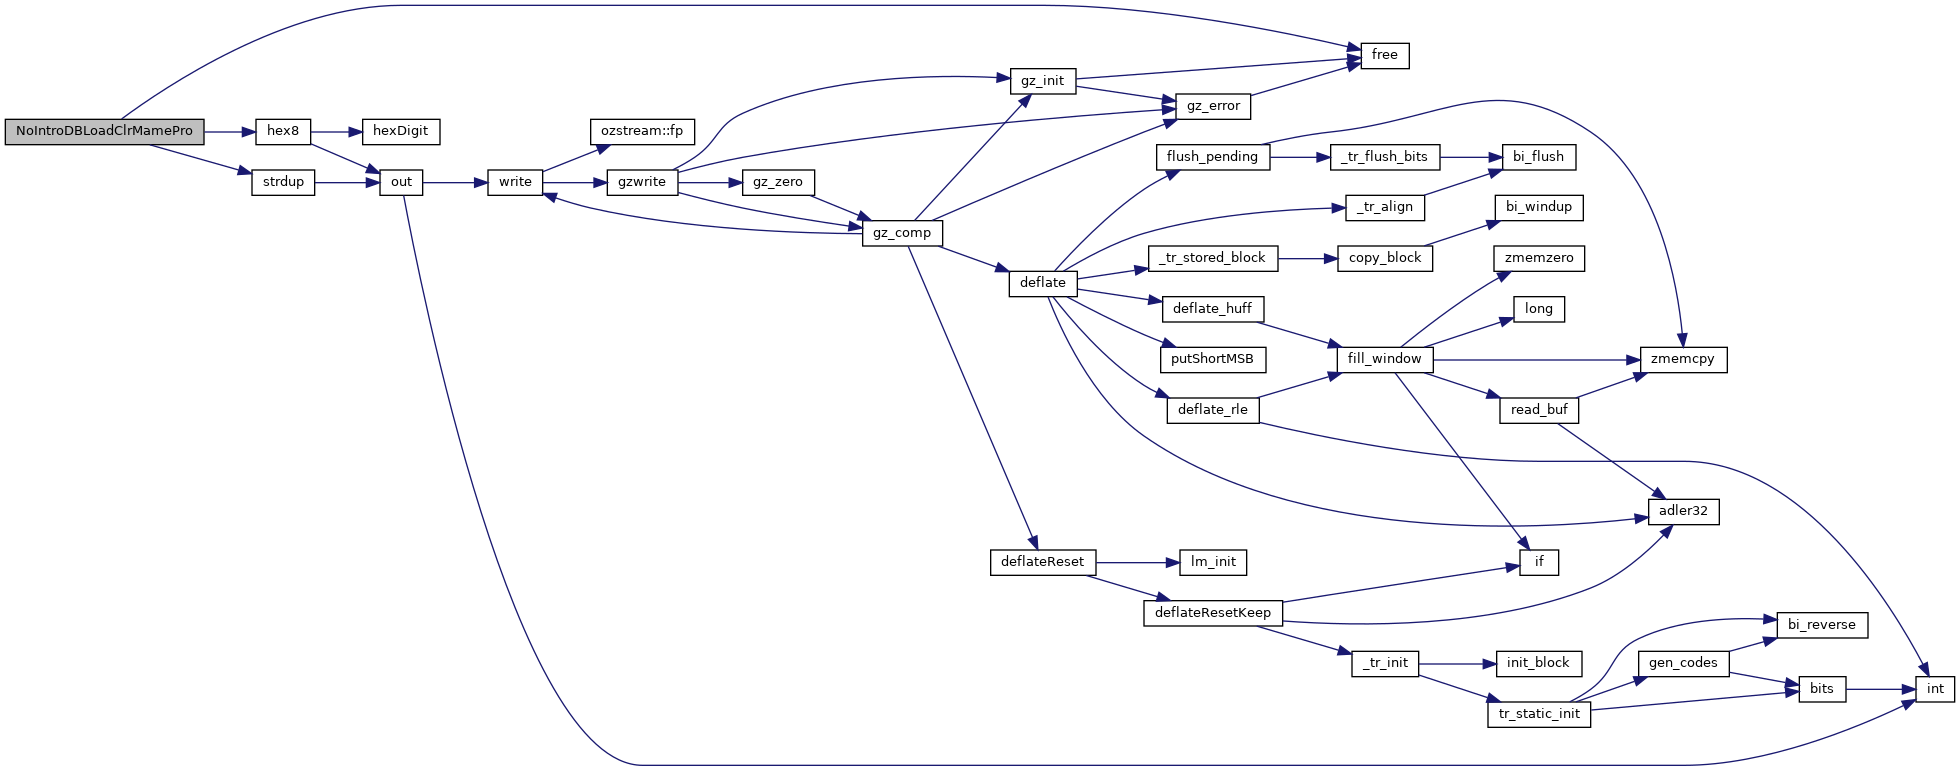 NoIntroDBLoadClrMamePro
hex8
strdup
hexDigit
out
write
ozstream::fp
gzwrite
gz_zero
gz_comp
gz_init
gz_error
free
deflate
deflateReset
flush_pending
_tr_flush_bits
bi_flush
_tr_align
bi_windup
_tr_stored_block
copy_block
zmemzero
deflate_huff
long
putShortMSB
fill_window
zmemcpy
deflate_rle
read_buf
adler32
lm_init
if
deflateResetKeep
_tr_init
init_block
tr_static_init
gen_codes
bi_reverse
bits
int